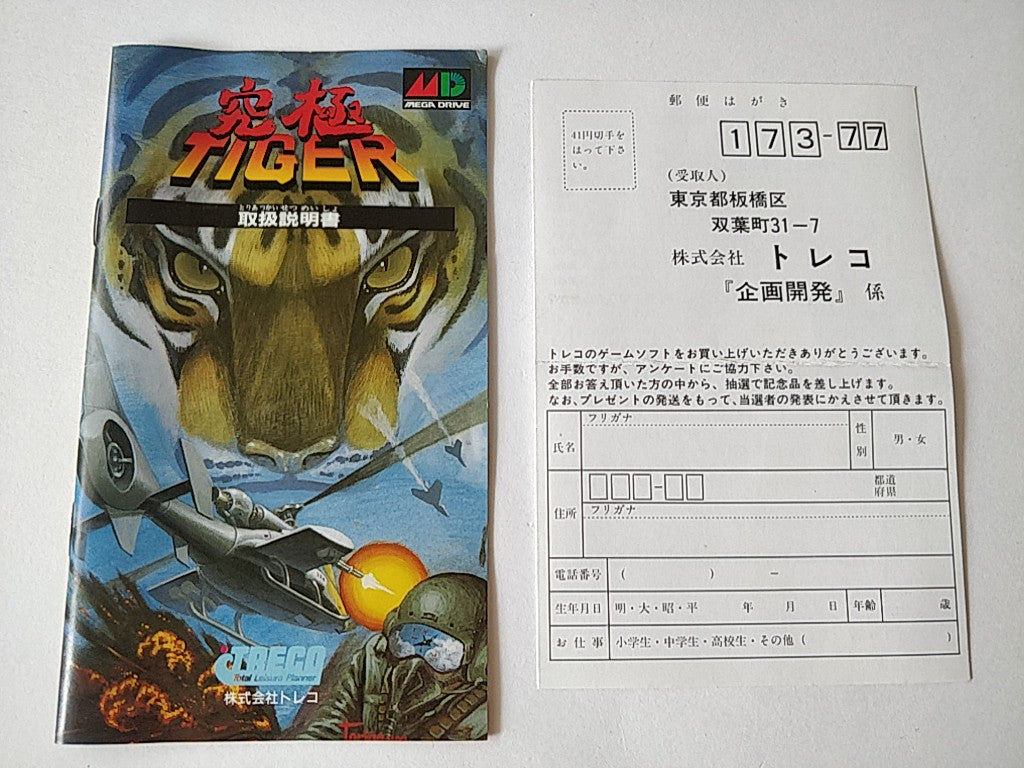 究極
TIGER
MEGA DRIVE
とりあつかいせつめいしょ
取扱説明書
TRECO
Total Leisure Planner
株式会社トレコ
郵便はがき
41円切手を
はって下さ
い。
173-77
(受取人)
東京都板橋区
双葉町31-7
株式会社 トレコ
『企画開発』 係
トレコのゲームソフトをお買い上げいただきありがとうございます。
お手数ですが、アンケートにご協力下さい。
全部お答え頂いた方の中から、抽選で記念品を差し上げます。
なお、プレゼントの発送をもって、当選者の発表にかえさせて頂きます。
フリガナ
氏名
性別
男・女
住所
都道
府県
フリガナ
電話番号 ( ) −
生年月日 明・大・昭・平 年 月 日 年齢 歳
お仕事 小学生・中学生・高校生・その他 ( )